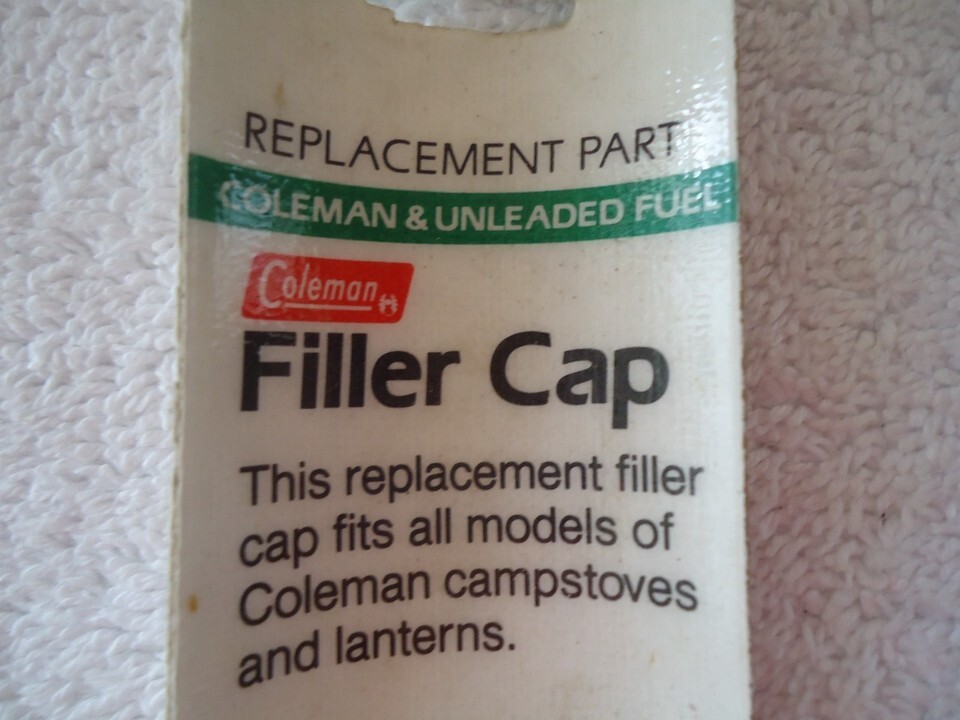 REPLACEMENT PART
COLEMAN & UNLEADED FUEL
Coleman
Filler Cap
This replacement filler
cap fits all models of
Coleman campstoves
and lanterns.